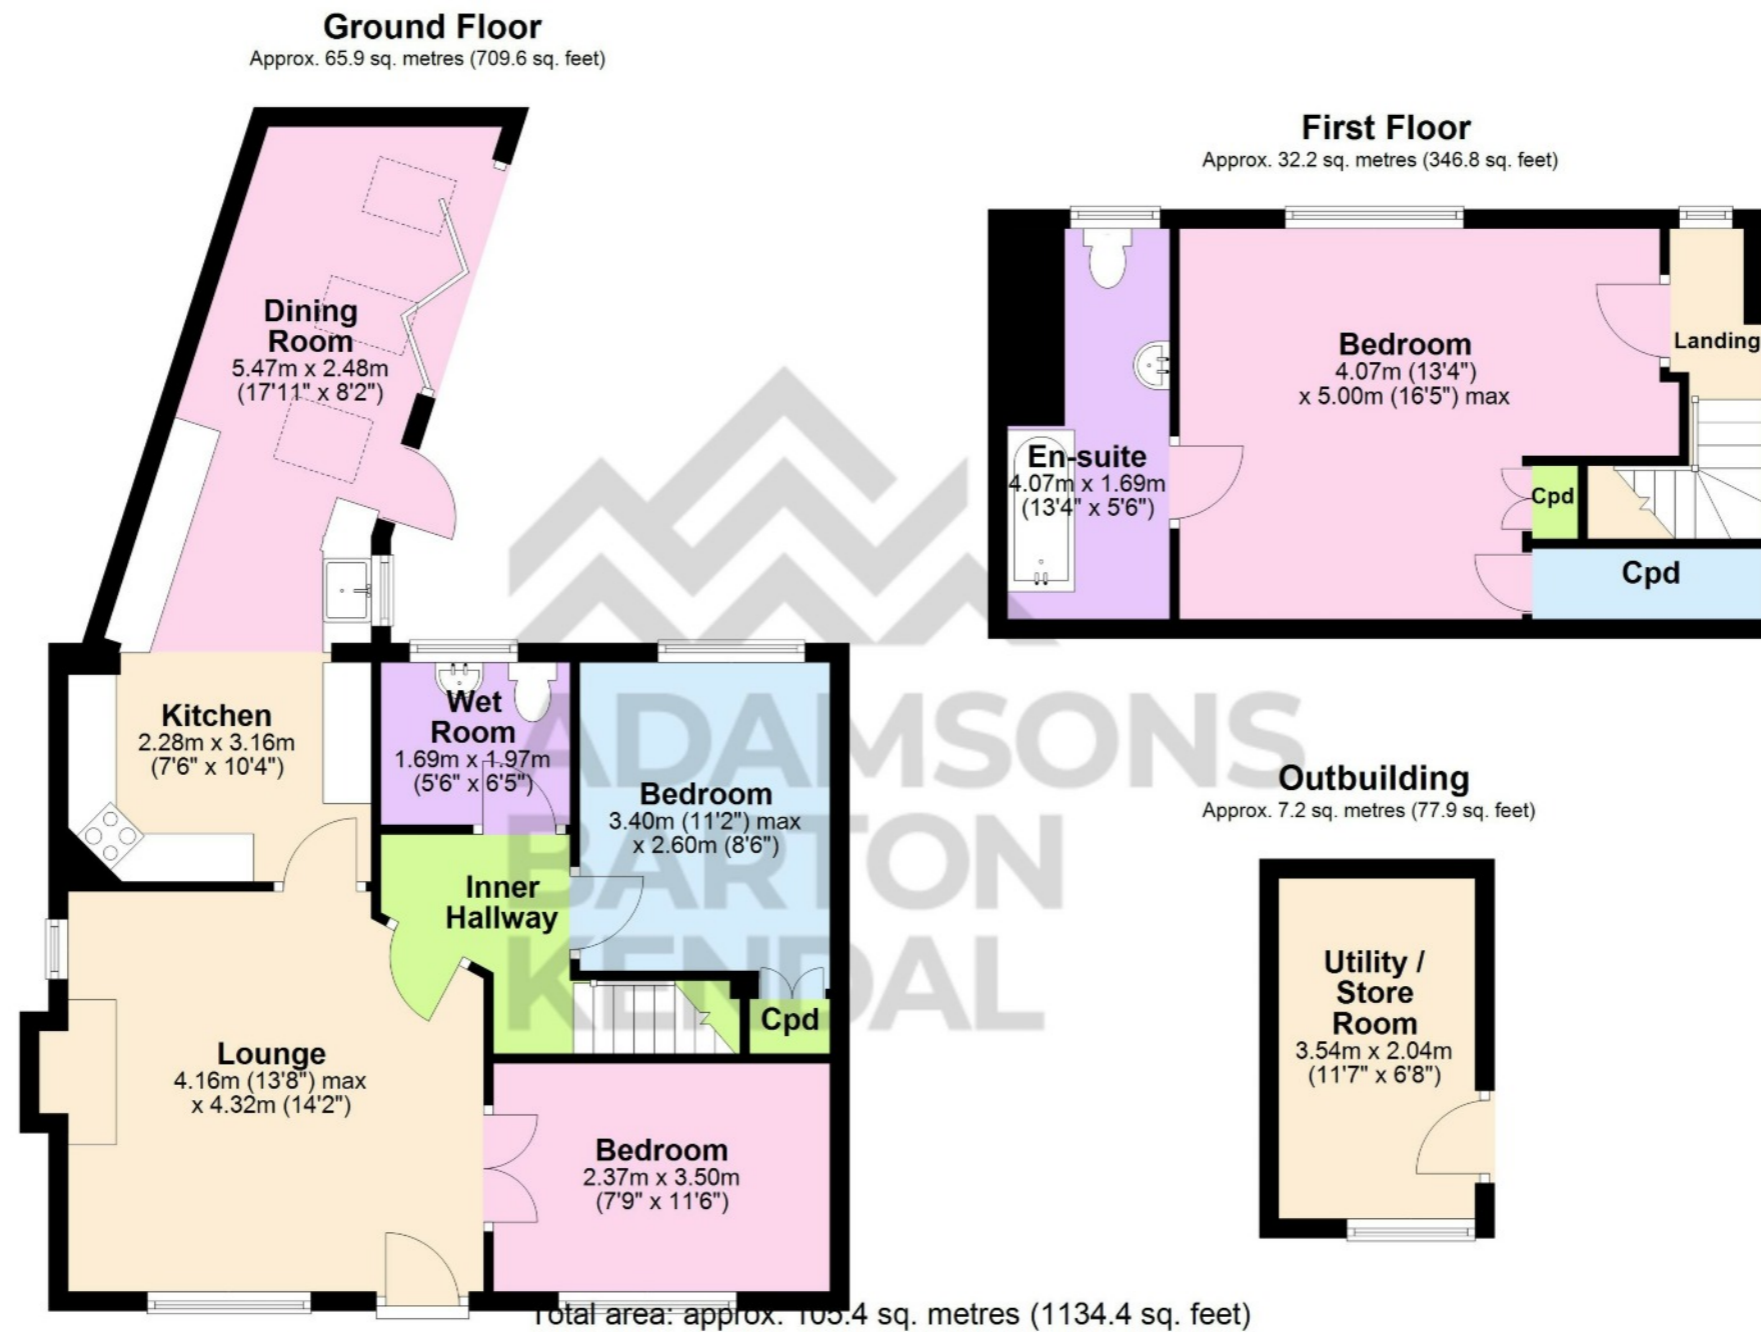 Ground Floor
Approx. 65.9 sq. metres (709.6 sq. feet)
Dining
Room
5.47m x 2.48m
(17'11" x 8'2")
Kitchen
2.28m x 3.16m
(7'6" x 10'4")
Wet
Room
1.69m x 1.97m
(5'6" x 6'5")
Bedroom
3.40m (11'2") max
x 2.60m (8'6")
Inner
Hallway
Cpd
Lounge
4.16m (13'8") max
x 4.32m (14'2")
Bedroom
2.37m x 3.50m
(7'9" x 11'6")
First Floor
Approx. 32.2 sq. metres (346.8 sq. feet)
En-suite
4.07m x 1.69m
(13'4" x 5'6")
Bedroom
4.07m (13'4")
x 5.00m (16'5") max
Landing
Cpd
Cpd
Outbuilding
Approx. 7.2 sq. metres (77.9 sq. feet)
Utility /
Store
Room
3.54m x 2.04m
(11'7" x 6'8")
ADAMSONS
BARTON
KENDAL
Total area: approx. 105.4 sq. metres (1134.4 sq. feet)